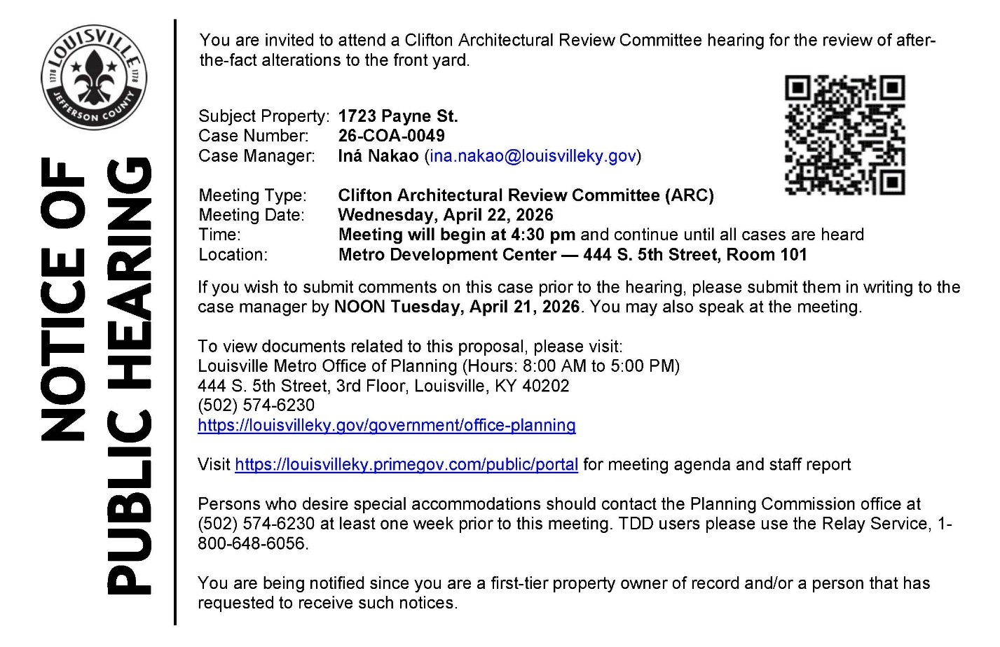 LOUISVILLE
1778 1778
JEFFERSON COUNTY
NOTICE OF
PUBLIC HEARING
You are invited to attend a Clifton Architectural Review Committee hearing for the review of after-
the-fact alterations to the front yard.
Subject Property: 1723 Payne St.
Case Number: 26-COA-0049
Case Manager: Iná Nakao (ina.nakao@louisvilleky.gov)
Meeting Type: Clifton Architectural Review Committee (ARC)
Meeting Date: Wednesday, April 22, 2026
Time: Meeting will begin at 4:30 pm and continue until all cases are heard
Location: Metro Development Center — 444 S. 5th Street, Room 101
If you wish to submit comments on this case prior to the hearing, please submit them in writing to the
case manager by NOON Tuesday, April 21, 2026. You may also speak at the meeting.
To view documents related to this proposal, please visit:
Louisville Metro Office of Planning (Hours: 8:00 AM to 5:00 PM)
444 S. 5th Street, 3rd Floor, Louisville, KY 40202
(502) 574-6230
https://louisvilleky.gov/government/office-planning
Visit https://louisvilleky.primegov.com/public/portal for meeting agenda and staff report
Persons who desire special accommodations should contact the Planning Commission office at
(502) 574-6230 at least one week prior to this meeting. TDD users please use the Relay Service, 1-
800-648-6056.
You are being notified since you are a first-tier property owner of record and/or a person that has
requested to receive such notices.